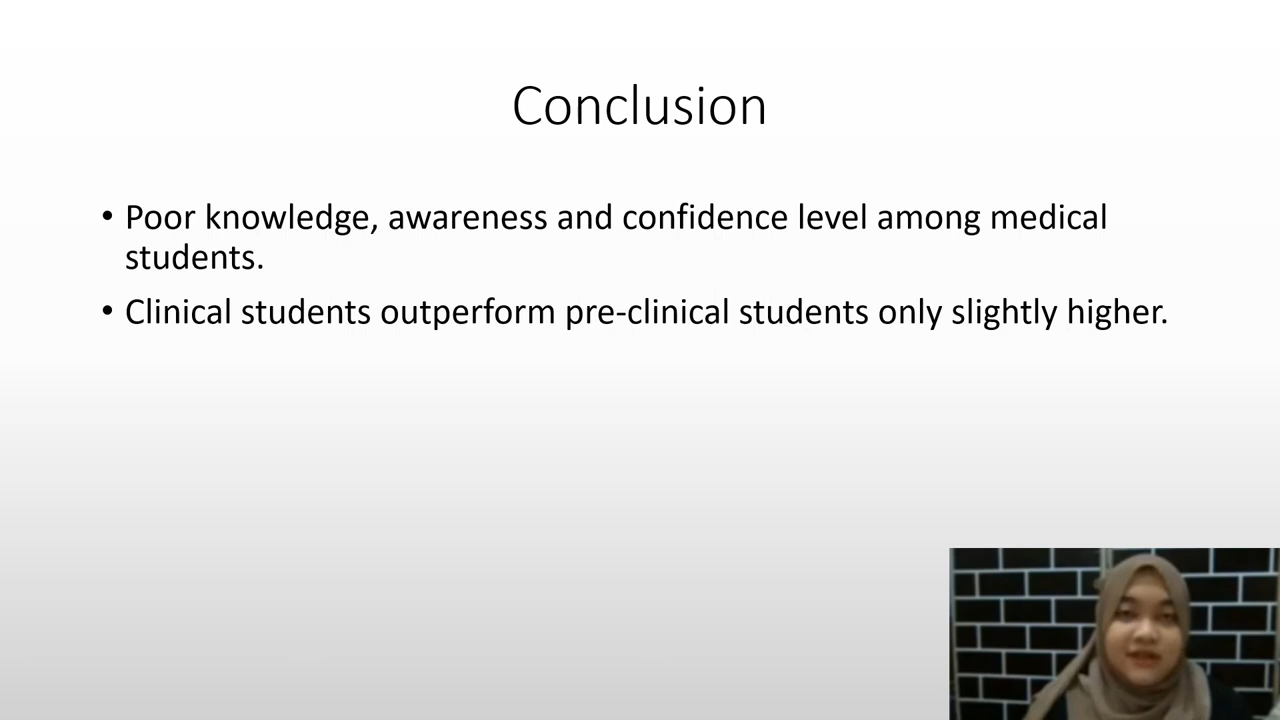 Conclusion
• Poor knowledge, awareness and confidence level among medical
students.
• Clinical students outperform pre-clinical students only slightly higher.